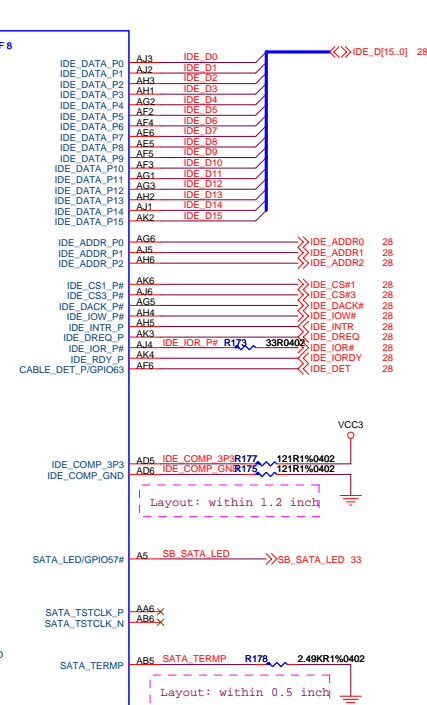 F 8
IDE_DATA_P0 AJ3 IDE_D0 IDE_D[15..0] 28
IDE_DATA_P1 AJ2 IDE_D1
IDE_DATA_P2 AH3 IDE_D2
IDE_DATA_P3 AH1 IDE_D3
IDE_DATA_P4 AG2 IDE_D4
IDE_DATA_P5 AF2 IDE_D5
IDE_DATA_P6 AF4 IDE_D6
IDE_DATA_P7 AE6 IDE_D7
IDE_DATA_P8 AE5 IDE_D8
IDE_DATA_P9 AF5 IDE_D9
IDE_DATA_P10 AF3 IDE_D10
IDE_DATA_P11 AG1 IDE_D11
IDE_DATA_P12 AG3 IDE_D12
IDE_DATA_P13 AH2 IDE_D13
IDE_DATA_P14 AJ1 IDE_D14
IDE_DATA_P15 AK2 IDE_D15
IDE_ADDR_P0 AG6 IDE_ADDR0 28
IDE_ADDR_P1 AJ5 IDE_ADDR1 28
IDE_ADDR_P2 AH6 IDE_ADDR2 28
IDE_CS1_P# AK6 IDE_CS#1 28
IDE_CS3_P# AJ6 IDE_CS#3 28
IDE_DACK_P# AG5 IDE_DACK# 28
IDE_IOW_P# AH4 IDE_IOW# 28
IDE_INTR_P AH5 IDE_INTR 28
IDE_DREQ_P AK3 IDE_DREQ 28
IDE_IOR_P# AJ4 IDE_IOR_P# R173 33R0402 IDE_IOR# 28
IDE_RDY_P AK4 IDE_IORDY 28
CABLE_DET_P/GPIO63 AF6 IDE_DET 28
VCC3
IDE_COMP_3P3 AD5 IDE_COMP_3P3 R177 121R1%0402
IDE_COMP_GND AD6 IDE_COMP_GND R175 121R1%0402
Layout: within 1.2 inch
SATA_LED/GPIO57# A5 SB_SATA_LED SB_SATA_LED 33
SATA_TSTCLK_P AA6
SATA_TSTCLK_N AB6
SATA_TERMP AB5 SATA_TERMP R178 2.49KR1%0402
Layout: within 0.5 inch